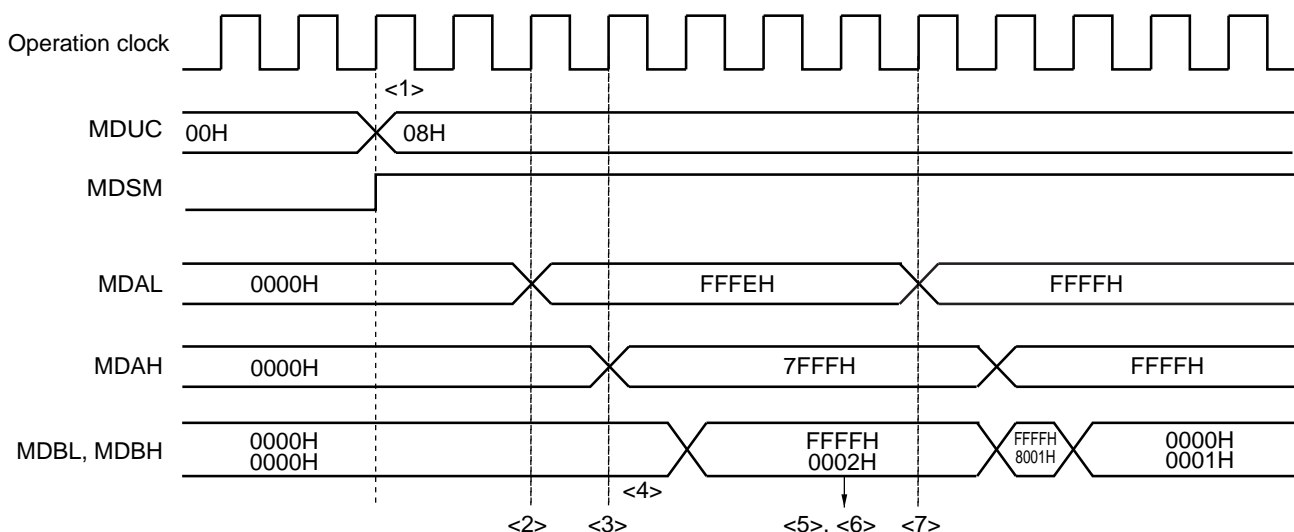 Operation clock
<1>
MDUC 00H 08H
MDSM
MDAL 0000H FFFEH FFFFH
MDAH 0000H 7FFFH FFFFH
MDBL, MDBH
0000H FFFFH FFFFH 0000H
0000H 0002H 8001H 0001H
<4>
<2> <3> <5>, <6> <7>